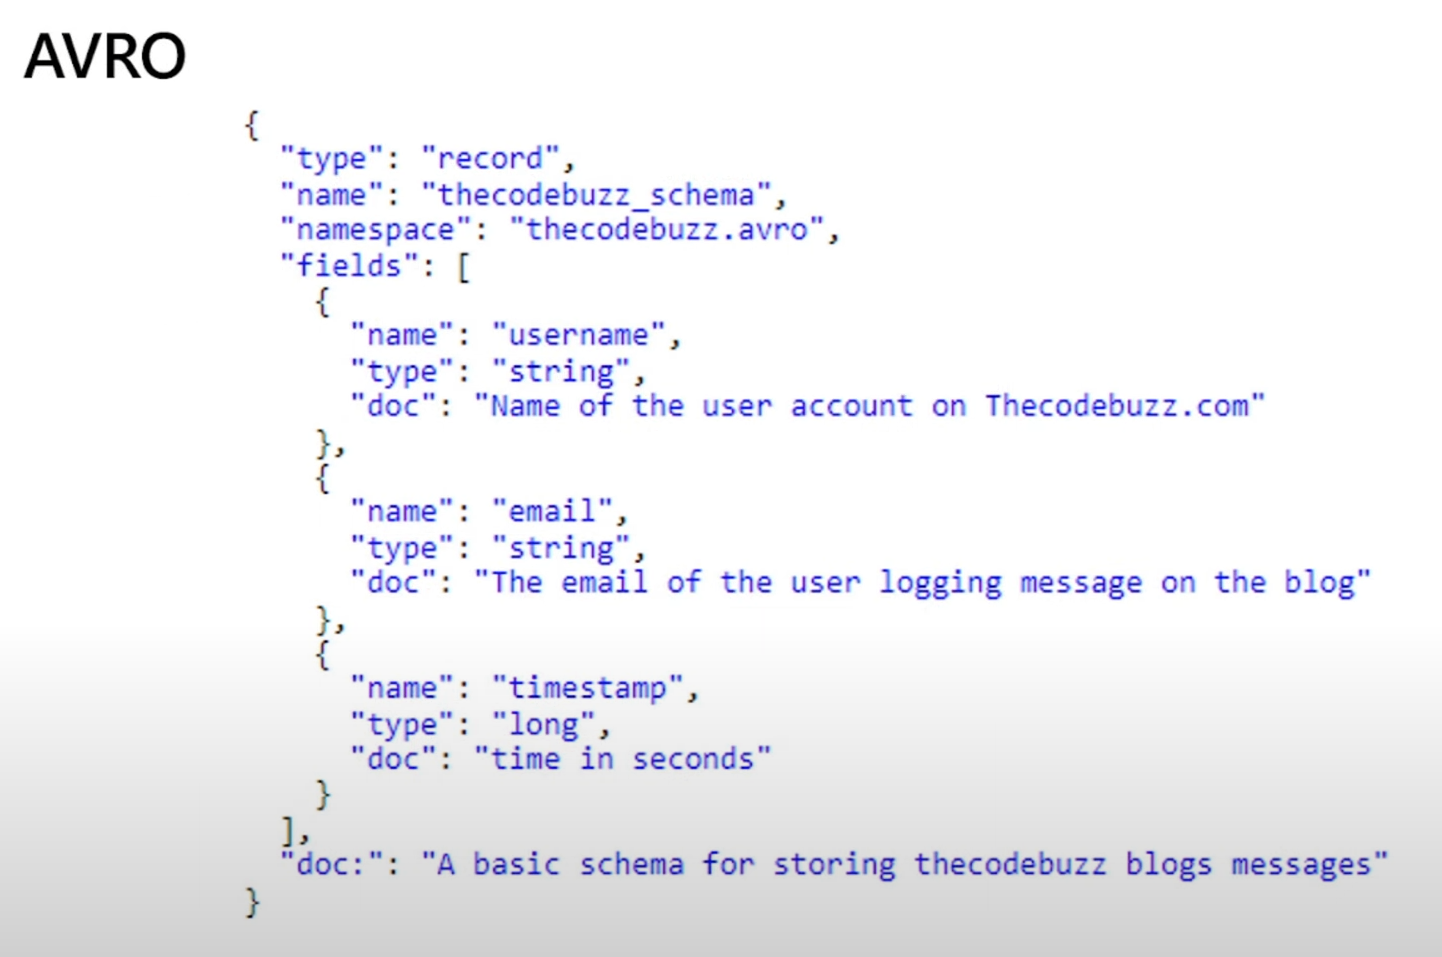 AVRO
{
"type": "record",
"name": "thecodebuzz_schema",
"namespace": "thecodebuzz.avro",
"fields": [
{
"name": "username",
"type": "string",
"doc": "Name of the user account on Thecodebuzz.com"
},
{
"name": "email",
"type": "string",
"doc": "The email of the user logging message on the blog"
},
{
"name": "timestamp",
"type": "long",
"doc": "time in seconds"
}
],
"doc:": "A basic schema for storing thecodebuzz blogs messages"
}